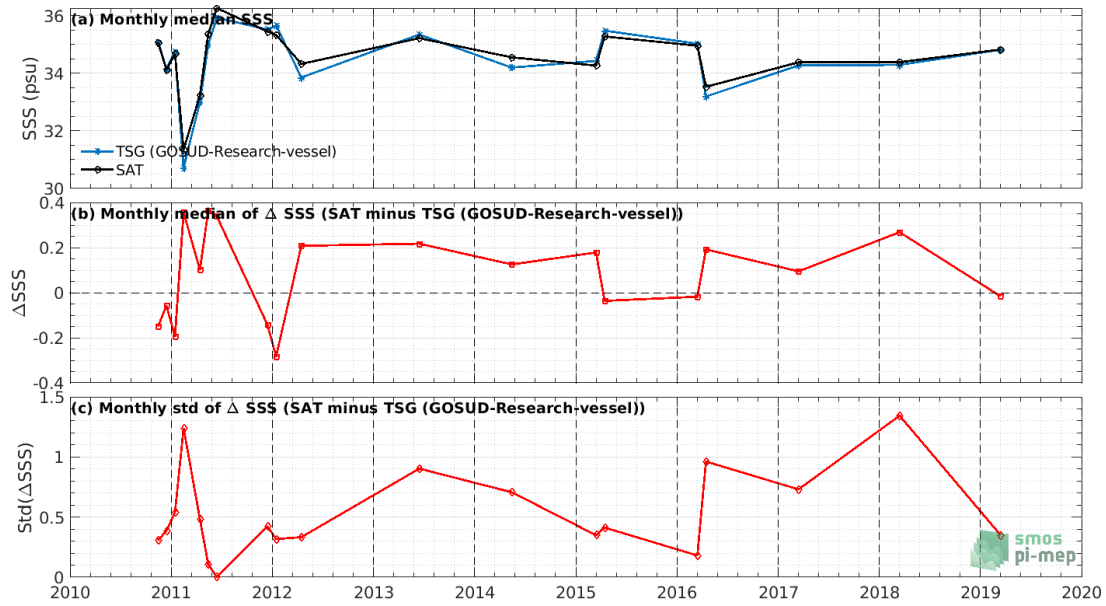 (a) Monthly median SSS
36
34
32
30
SSS (psu)
TSG (GOSUD-Research-vessel)
SAT
(b) Monthly median of Δ SSS (SAT minus TSG (GOSUD-Research-vessel))
0.4
0.2
0
-0.2
-0.4
ΔSSS
(c) Monthly std of Δ SSS (SAT minus TSG (GOSUD-Research-vessel))
1.5
1
0.5
0
Std(ΔSSS)
smos
pi-mep
2010 2011 2012 2013 2014 2015 2016 2017 2018 2019 2020